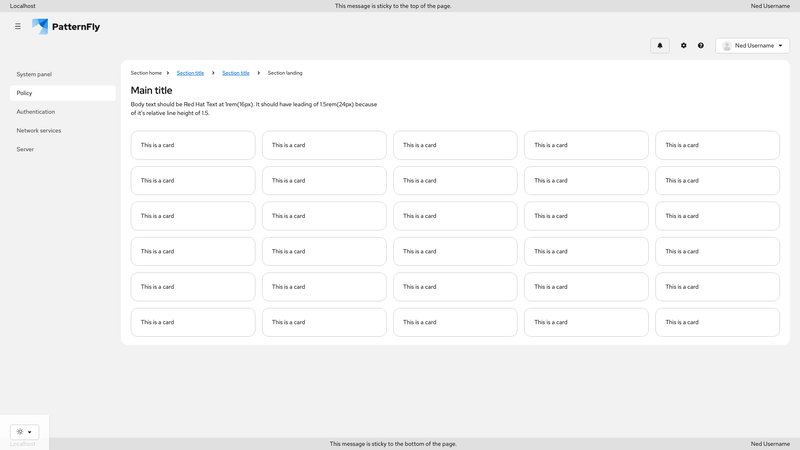 Localhost This message is sticky to the top of the page. Ned Username
PatternFly
Ned Username
System panel
Policy
Authentication
Network services
Server
Section home Section title Section title Section landing
Main title
Body text should be Red Hat Text at 1rem(16px). It should have leading of 1.5rem(24px) because
of it's relative line height of 1.5.
This is a card This is a card This is a card This is a card This is a card
This is a card This is a card This is a card This is a card This is a card
This is a card This is a card This is a card This is a card This is a card
This is a card This is a card This is a card This is a card This is a card
This is a card This is a card This is a card This is a card This is a card
This is a card This is a card This is a card This is a card This is a card
Localhost This message is sticky to the bottom of the page. Ned Username